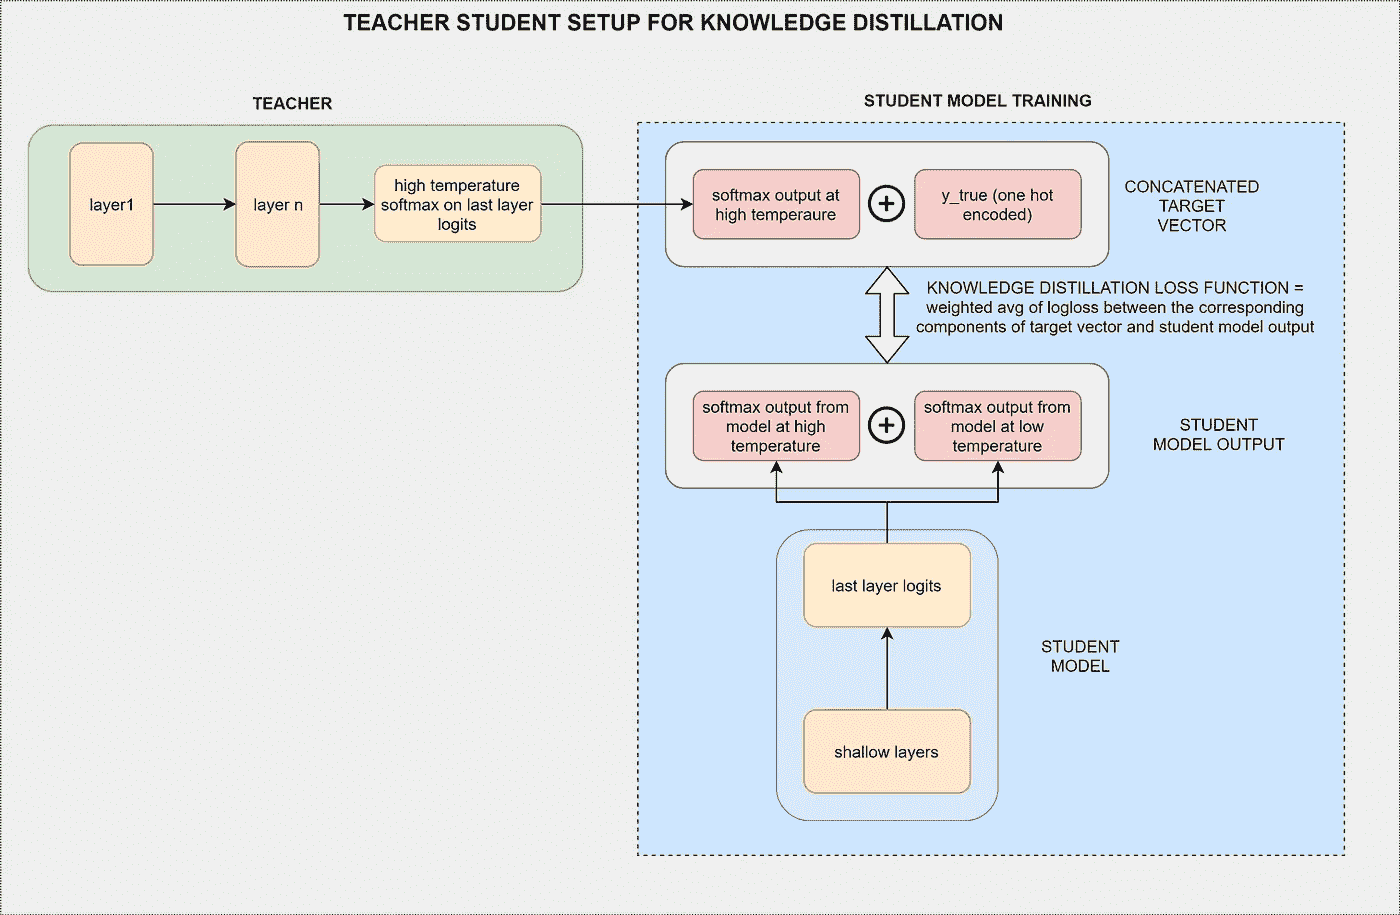 TEACHER STUDENT SETUP FOR KNOWLEDGE DISTILLATION
TEACHER
layer1
layer n
high temperature
softmax on last layer
logits
STUDENT MODEL TRAINING
softmax output at
high temperaure
+
y_true (one hot
encoded)
CONCATENATED
TARGET
VECTOR
KNOWLEDGE DISTILLATION LOSS FUNCTION =
weighted avg of logloss between the corresponding
components of target vector and student model output
softmax output from
model at high
temperature
+
softmax output from
model at low
temperature
STUDENT
MODEL OUTPUT
last layer logits
shallow layers
STUDENT
MODEL